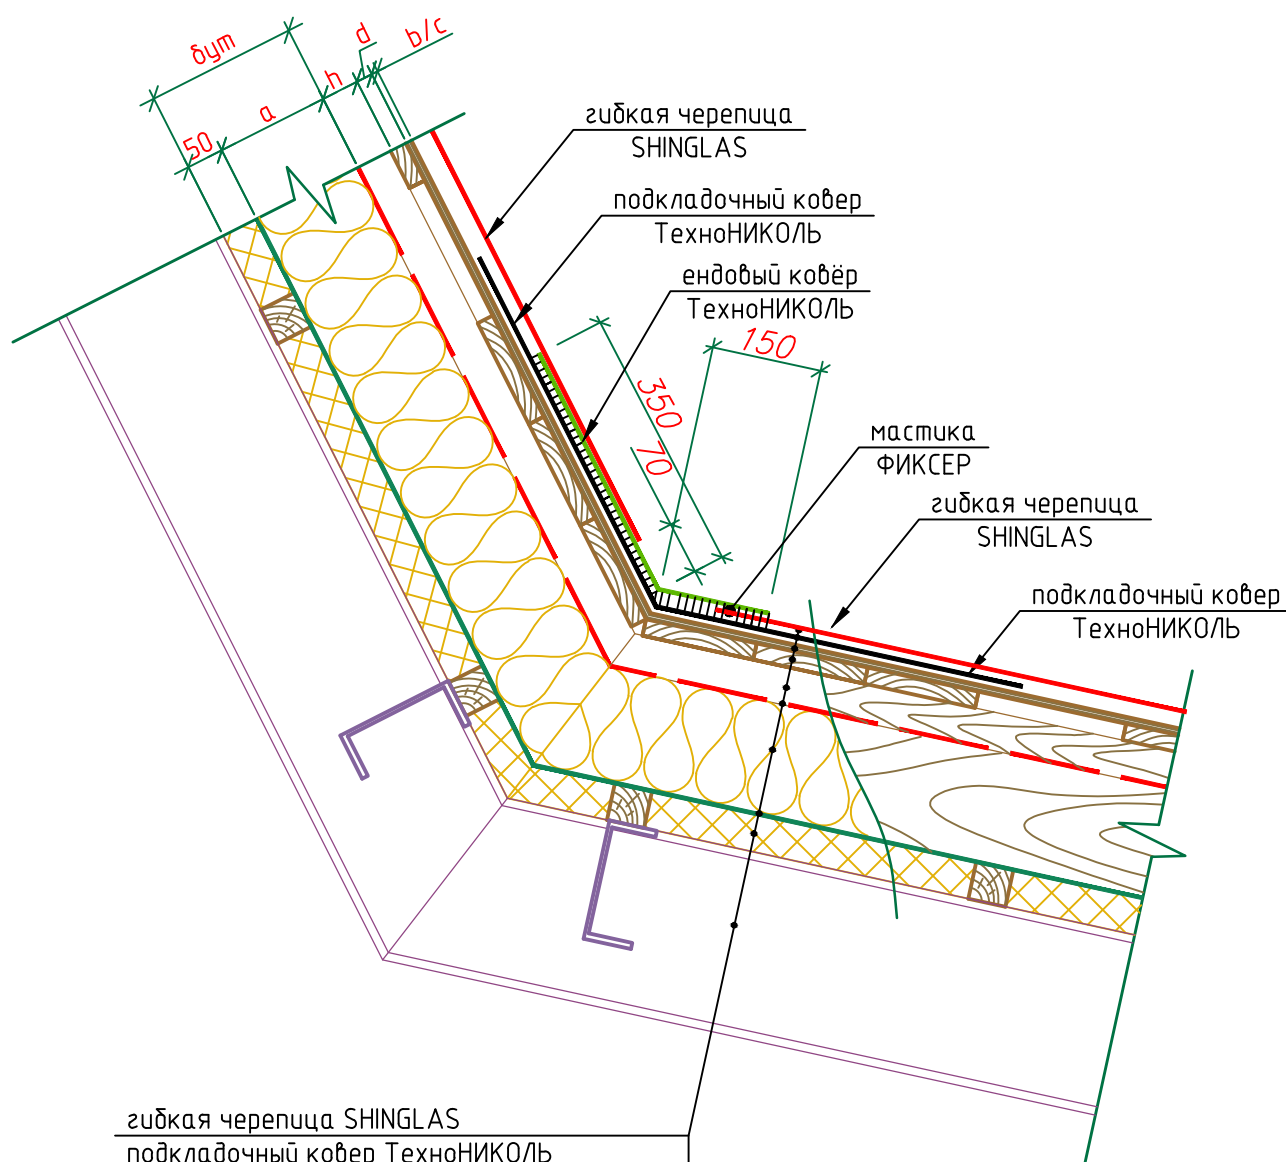 δут
50
a
h
d
b/c
гибкая черепица
SHINGLAS
подкладочный ковер
ТехноНИКОЛЬ
ендовый ковёр
ТехноНИКОЛЬ
150
350
70
мастика
ФИКСЕР
гибкая черепица
SHINGLAS
подкладочный ковер
ТехноНИКОЛЬ
гибкая черепица SHINGLAS
подкладочный ковер ТехноНИКОЛЬ